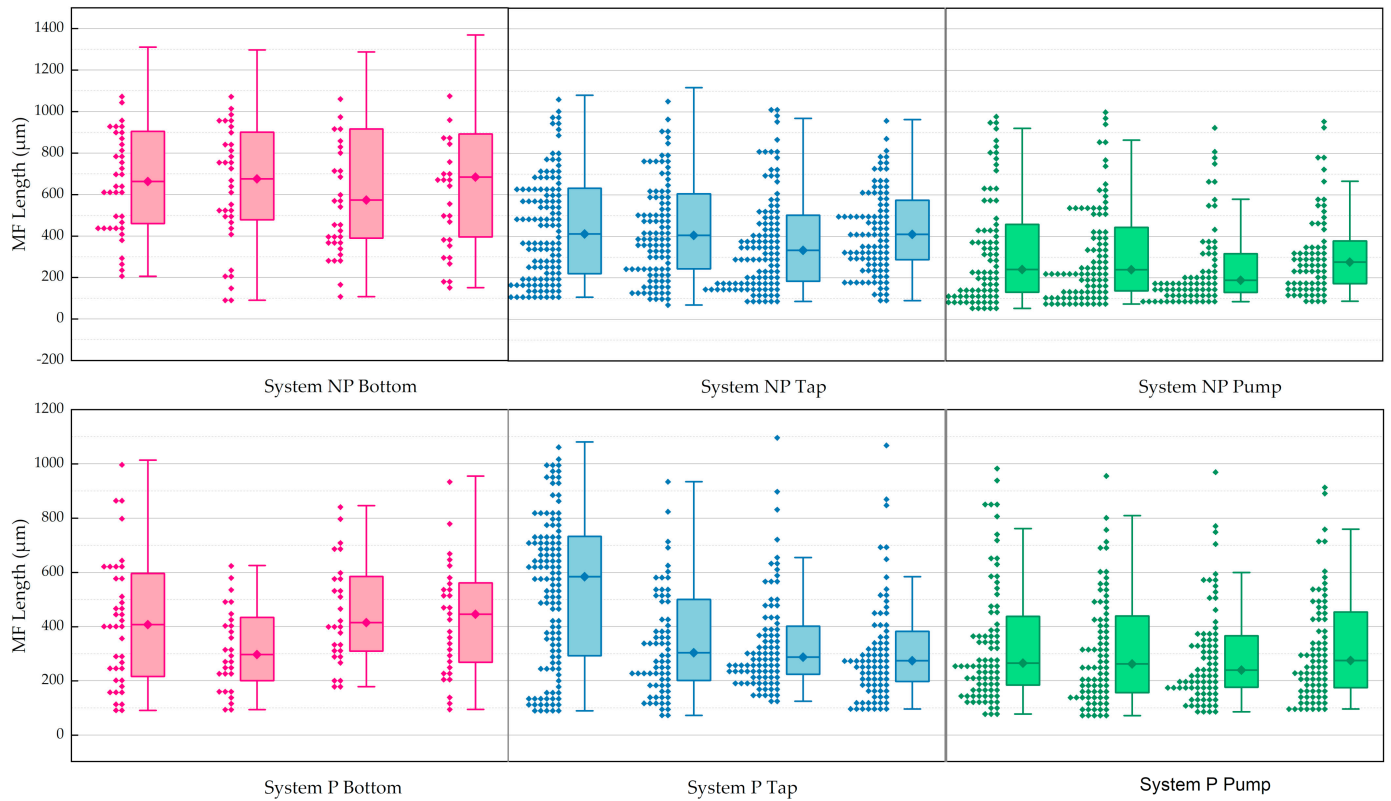 MF Length (μm)
1400
1200
1000
800
600
400
200
0
-200
System NP Bottom
System NP Tap
System NP Pump
MF Length (μm)
1200
1000
800
600
400
200
0
System P Bottom
System P Tap
System P Pump